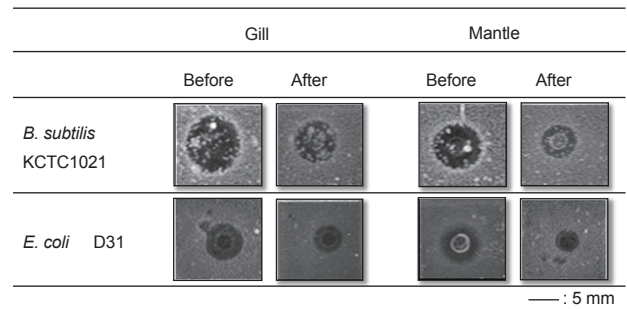 Gill Mantle
Before After Before After
B. subtilis
KCTC1021
E. coli D31
: 5 mm